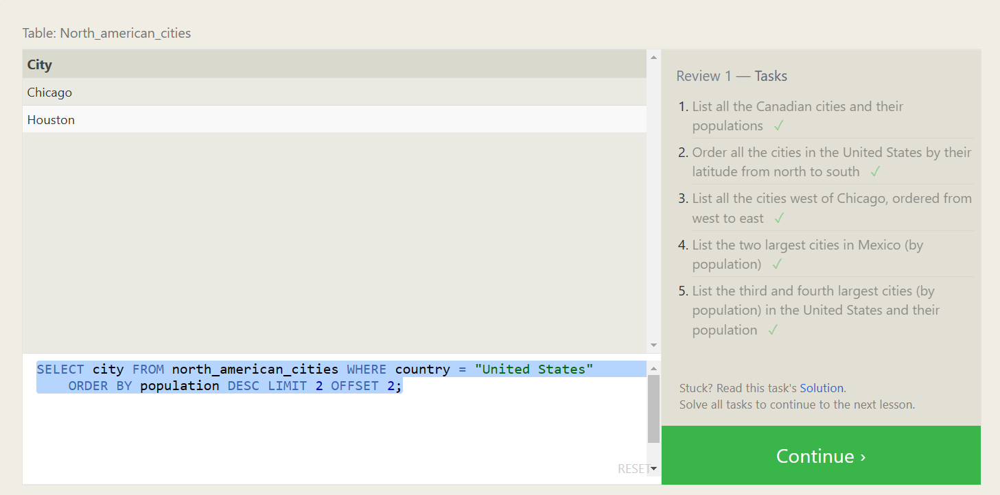 Table: North_american_cities
City
Chicago
Houston
SELECT city FROM north_american_cities WHERE country = "United States"
ORDER BY population DESC LIMIT 2 OFFSET 2;
RESET
Review 1 — Tasks
1. List all the Canadian cities and their
populations ✓
2. Order all the cities in the United States by their
latitude from north to south ✓
3. List all the cities west of Chicago, ordered from
west to east ✓
4. List the two largest cities in Mexico (by
population) ✓
5. List the third and fourth largest cities (by
population) in the United States and their
population ✓
Stuck? Read this task's Solution.
Solve all tasks to continue to the next lesson.
Continue ›